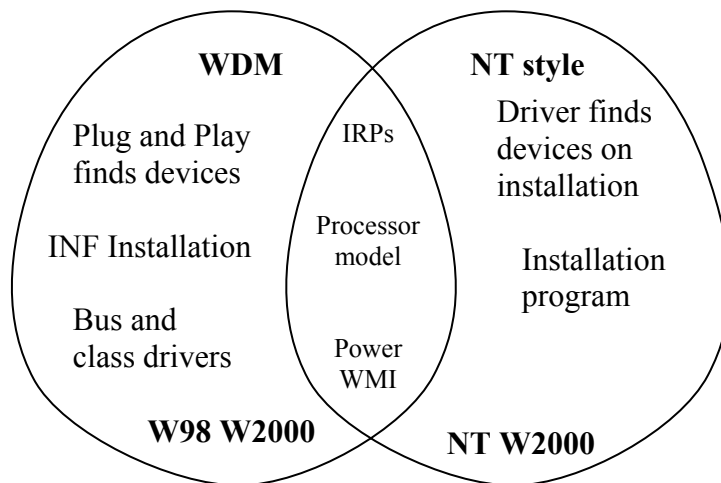 WDM
Plug and Play
finds devices
INF Installation
Bus and
class drivers
W98 W2000
IRPs
Processor
model
Power
WMI
NT style
Driver finds
devices on
installation
Installation
program
NT W2000